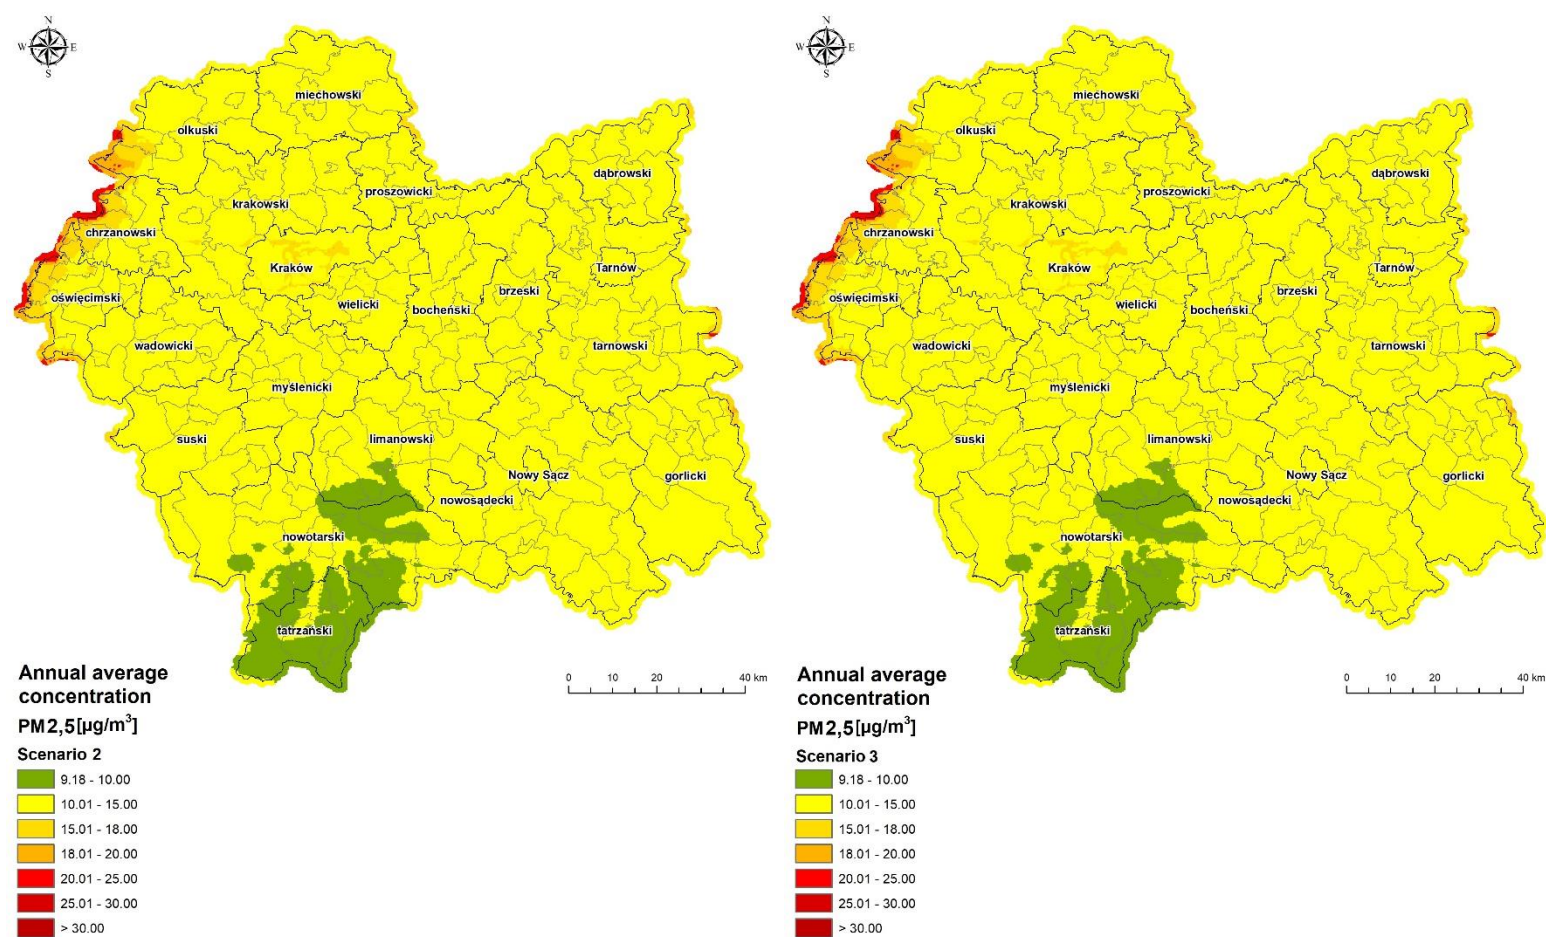 N
W E
S
miechowski
olkuski
dąbrowski
proszowicki
krakowski
chrzanowski
Kraków
Tarnów
brzeski
oświęcimski
wielicki
bocheński
wadowicki
tarnowski
myślenicki
suski
limanowski
Nowy Sącz
gorlicki
nowosądecki
nowotarski
tatrzański
Annual average
concentration
PM2,5[µg/m³]
Scenario 2
9.18 - 10.00
10.01 - 15.00
15.01 - 18.00
18.01 - 20.00
20.01 - 25.00
25.01 - 30.00
> 30.00
0 10 20 40 km
N
W E
S
miechowski
olkuski
dąbrowski
proszowicki
krakowski
chrzanowski
Kraków
Tarnów
brzeski
oświęcimski
wielicki
bocheński
wadowicki
tarnowski
myślenicki
suski
limanowski
Nowy Sącz
gorlicki
nowosądecki
nowotarski
tatrzański
Annual average
concentration
PM2,5[µg/m³]
Scenario 3
9.18 - 10.00
10.01 - 15.00
15.01 - 18.00
18.01 - 20.00
20.01 - 25.00
25.01 - 30.00
> 30.00
0 10 20 40 km